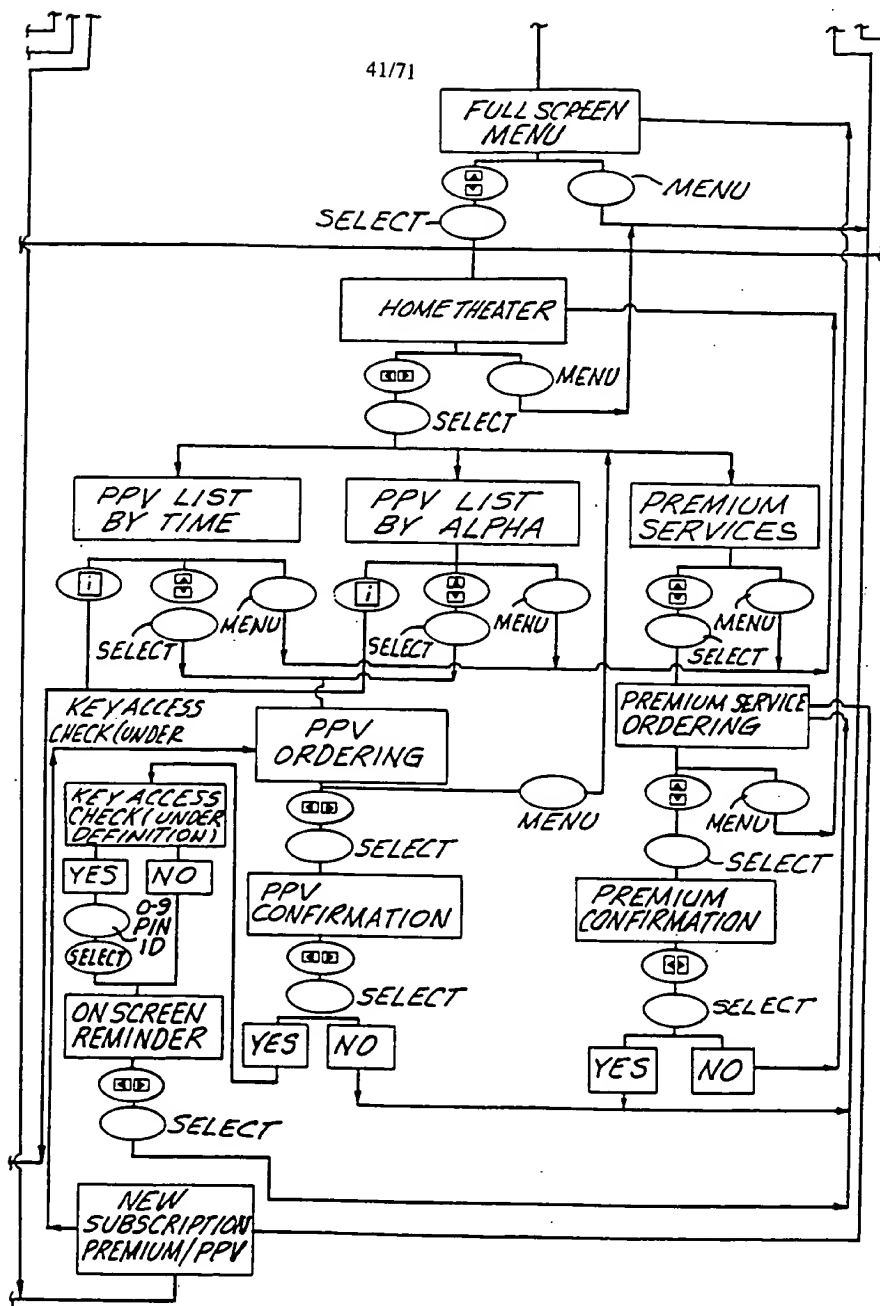 41/71
FULL SCREEN
MENU
MENU
SELECT
HOME THEATER
MENU
SELECT
PPV LIST
BY TIME
PPV LIST
BY ALPHA
PREMIUM
SERVICES
i
i
SELECT
MENU
SELECT
MENU
MENU
SELECT
KEY ACCESS
CHECK (UNDER
PPV
ORDERING
PREMIUM SERVICE
ORDERING
KEY ACCESS
CHECK (UNDER
DEFINITION)
MENU
MENU
SELECT
SELECT
YES
NO
PPV
CONFIRMATION
PREMIUM
CONFIRMATION
0-9
PIN
ID
SELECT
ON SCREEN
REMINDER
SELECT
SELECT
YES
NO
YES
NO
SELECT
NEW
SUBSCRIPTION
PREMIUM/PPV